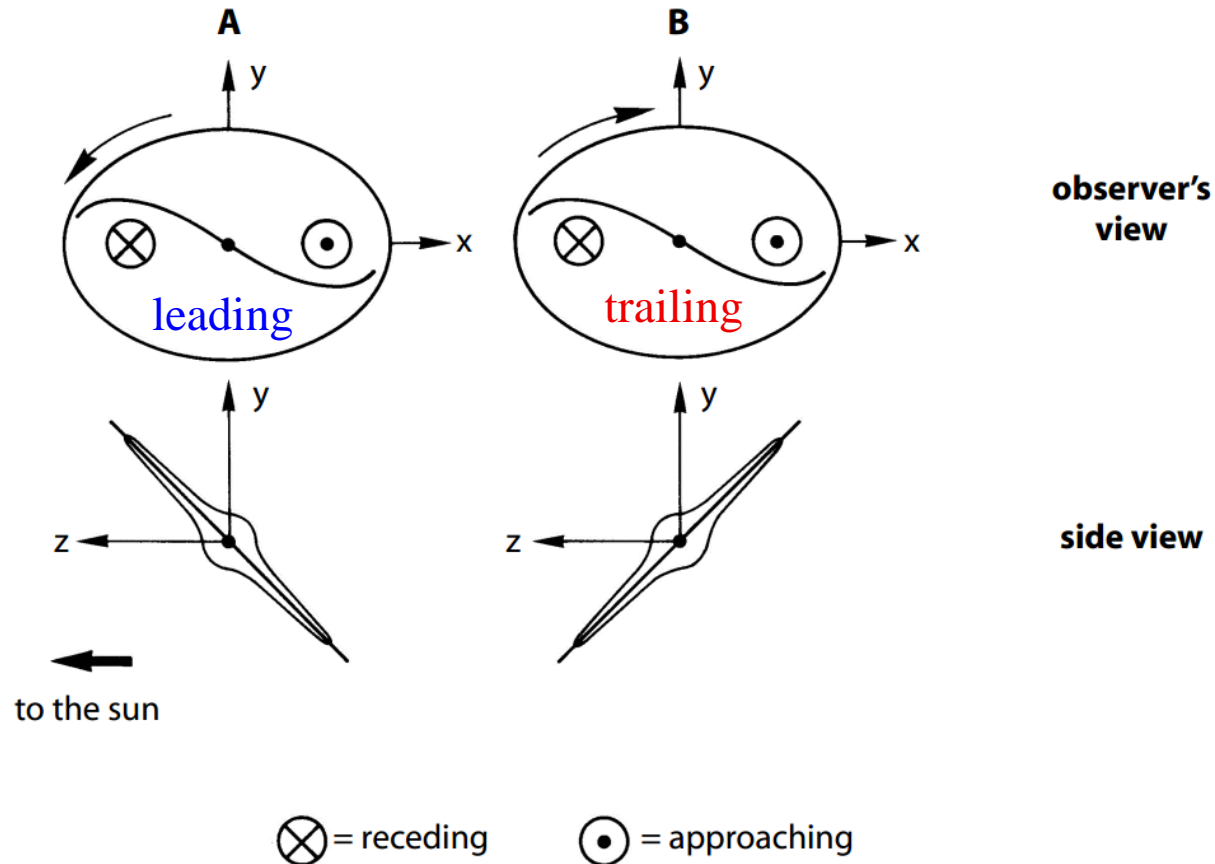 A
B
y
y
observer's
view
x
x
leading
trailing
y
y
z
z
side view
to the sun
= receding
= approaching